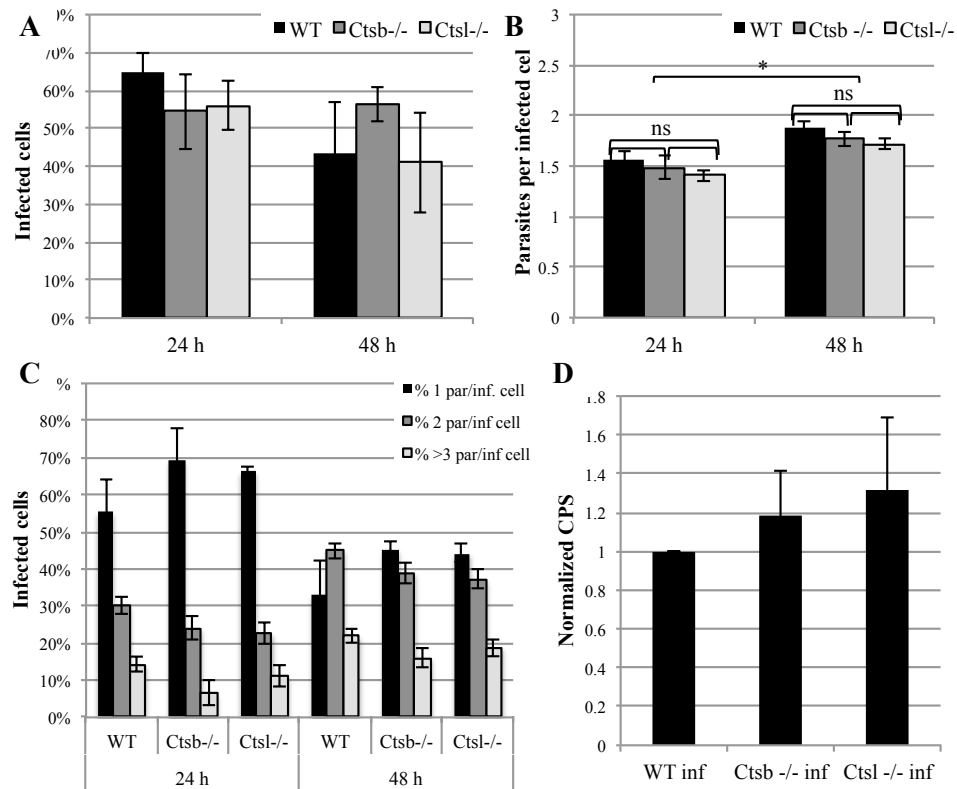 A
WT Ctsb-/- Ctsl-/-
Infected cells
70%
60%
50%
40%
30%
20%
10%
0%
24 h 48 h
B
WT Ctsb -/- Ctsl-/-
Parasites per infected cel
3
2.5
2
1.5
1
0.5
0
*
ns
ns
24 h 48 h
C
%
% 1 par/inf. cell
% 2 par/inf cell
% >3 par/inf cell
Infected cells
80%
70%
60%
50%
40%
30%
20%
10%
0%
WT Ctsb-/- Ctsl-/- WT Ctsb-/- Ctsl-/-
24 h 48 h
D
Normalized CPS
1.8
1.6
1.4
1.2
1
0.8
0.6
0.4
0.2
0
WT inf Ctsb -/- inf Ctsl -/- inf